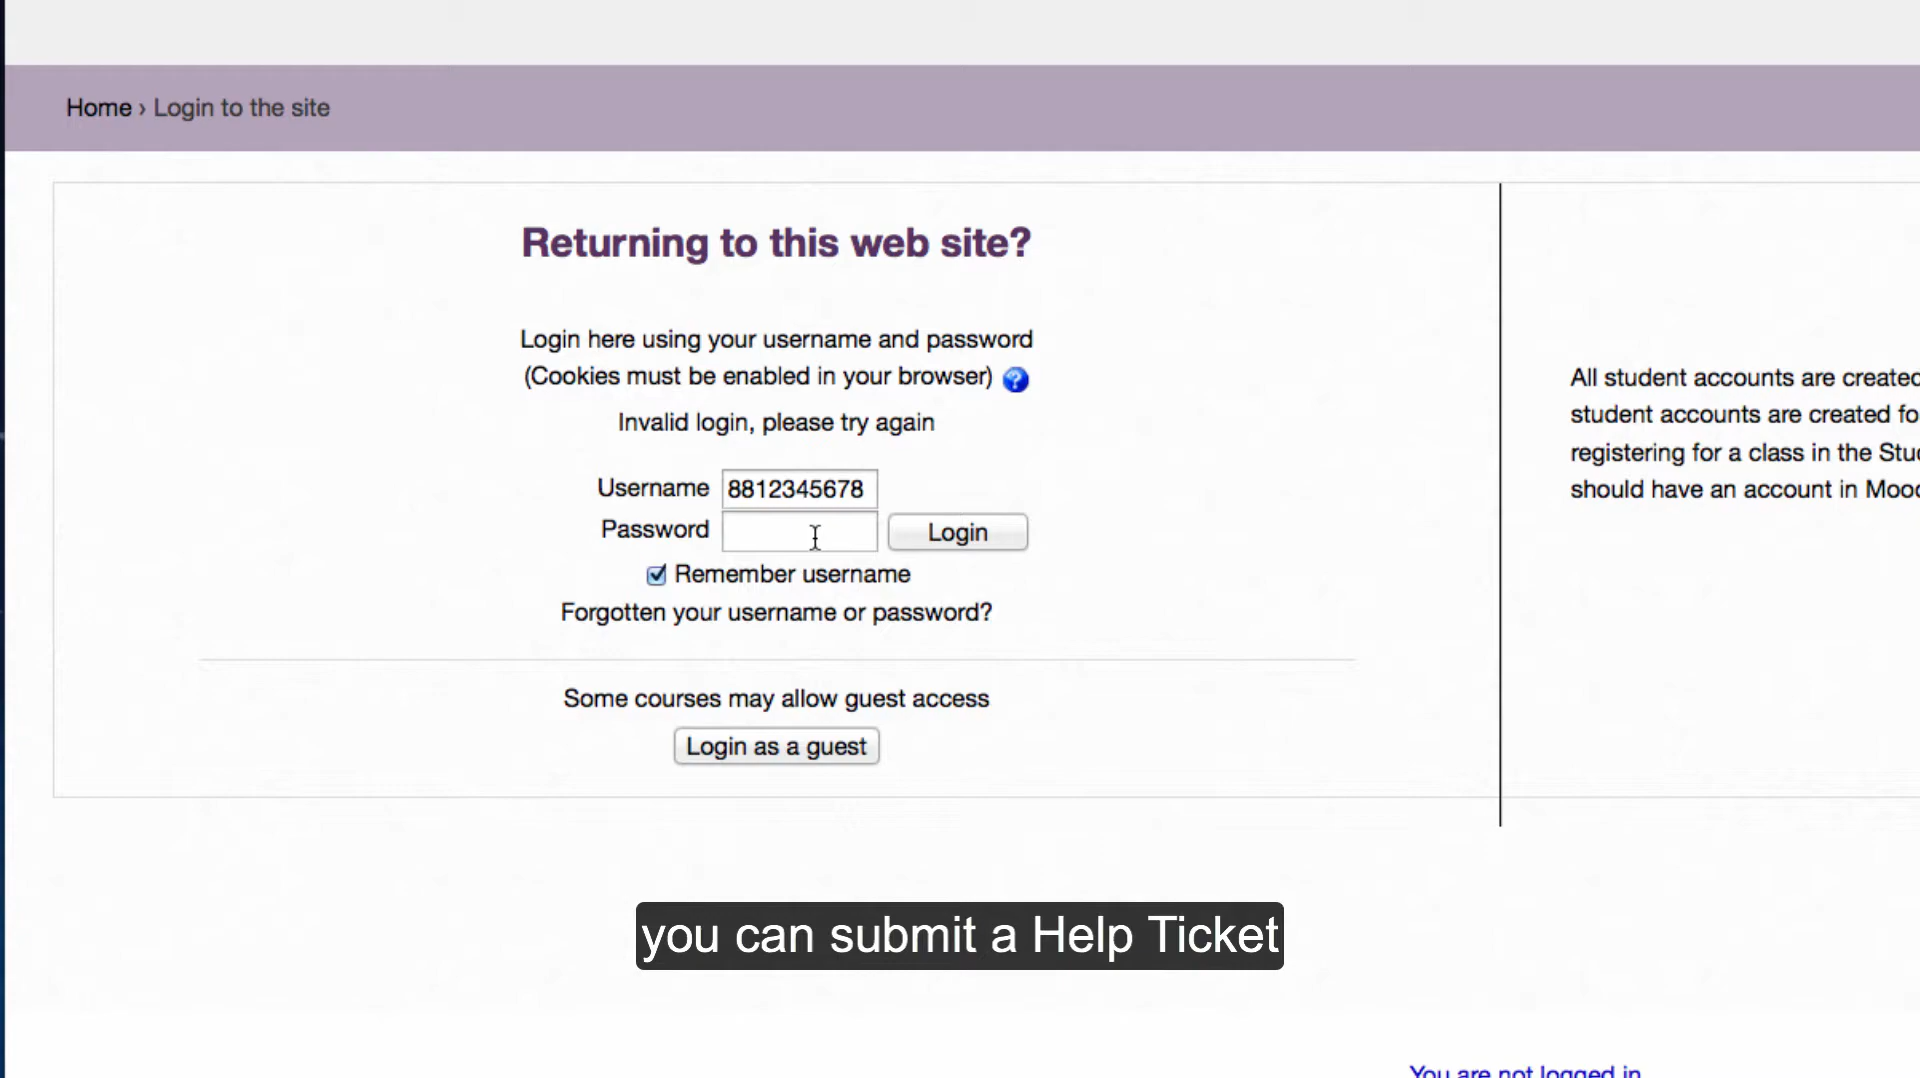 Home › Login to the site
Returning to this web site?
Login here using your username and password
(Cookies must be enabled in your browser)
Invalid login, please try again
Username 8812345678
Password Login
Remember username
Forgotten your username or password?
Some courses may allow guest access
Login as a guest
All student accounts are created
student accounts are created fo
registering for a class in the Stu
should have an account in Mood
you can submit a Help Ticket
You are not logged in